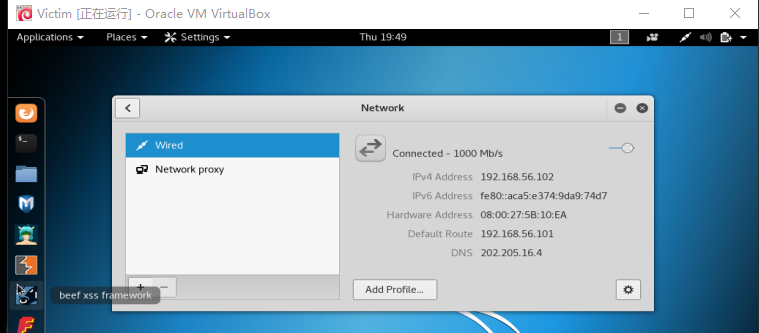 Victim [正在运行] - Oracle VM VirtualBox
Applications Places Settings Thu 19:49 1
Network
Wired
Network proxy
Connected - 1000 Mb/s
IPv4 Address 192.168.56.102
IPv6 Address fe80::aca5:e374:9da9:74d7
Hardware Address 08:00:27:5B:10:EA
Default Route 192.168.56.101
DNS 202.205.16.4
Add Profile...
beef xss framework